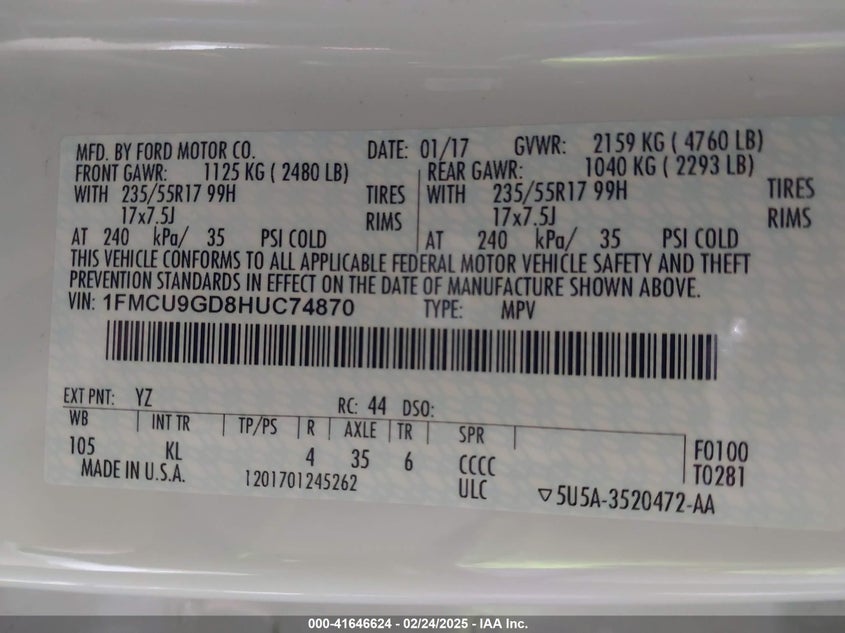 MFD. BY FORD MOTOR CO. DATE: 01/17 GVWR: 2159 KG ( 4760 LB)
FRONT GAWR: 1125 KG ( 2480 LB) REAR GAWR: 1040 KG ( 2293 LB)
WITH 235/55R17 99H TIRES WITH 235/55R17 99H TIRES
17x7.5J RIMS 17x7.5J RIMS
AT 240 kPa/ 35 PSI COLD AT 240 kPa/ 35 PSI COLD
THIS VEHICLE CONFORMS TO ALL APPLICABLE FEDERAL MOTOR VEHICLE SAFETY AND THEFT
PREVENTION STANDARDS IN EFFECT ON THE DATE OF MANUFACTURE SHOWN ABOVE.
VIN: 1FMCU9GD8HUC74870 TYPE: MPV
EXT PNT: YZ RC: 44 DSO:
WB INT TR TP/PS R AXLE TR SPR
105 KL 4 35 6 CCCC F0100
MADE IN U.S.A. 1201701245262 ULC T0281
▽5U5A-3520472-AA
000-41646624 - 02/24/2025 - IAA Inc.